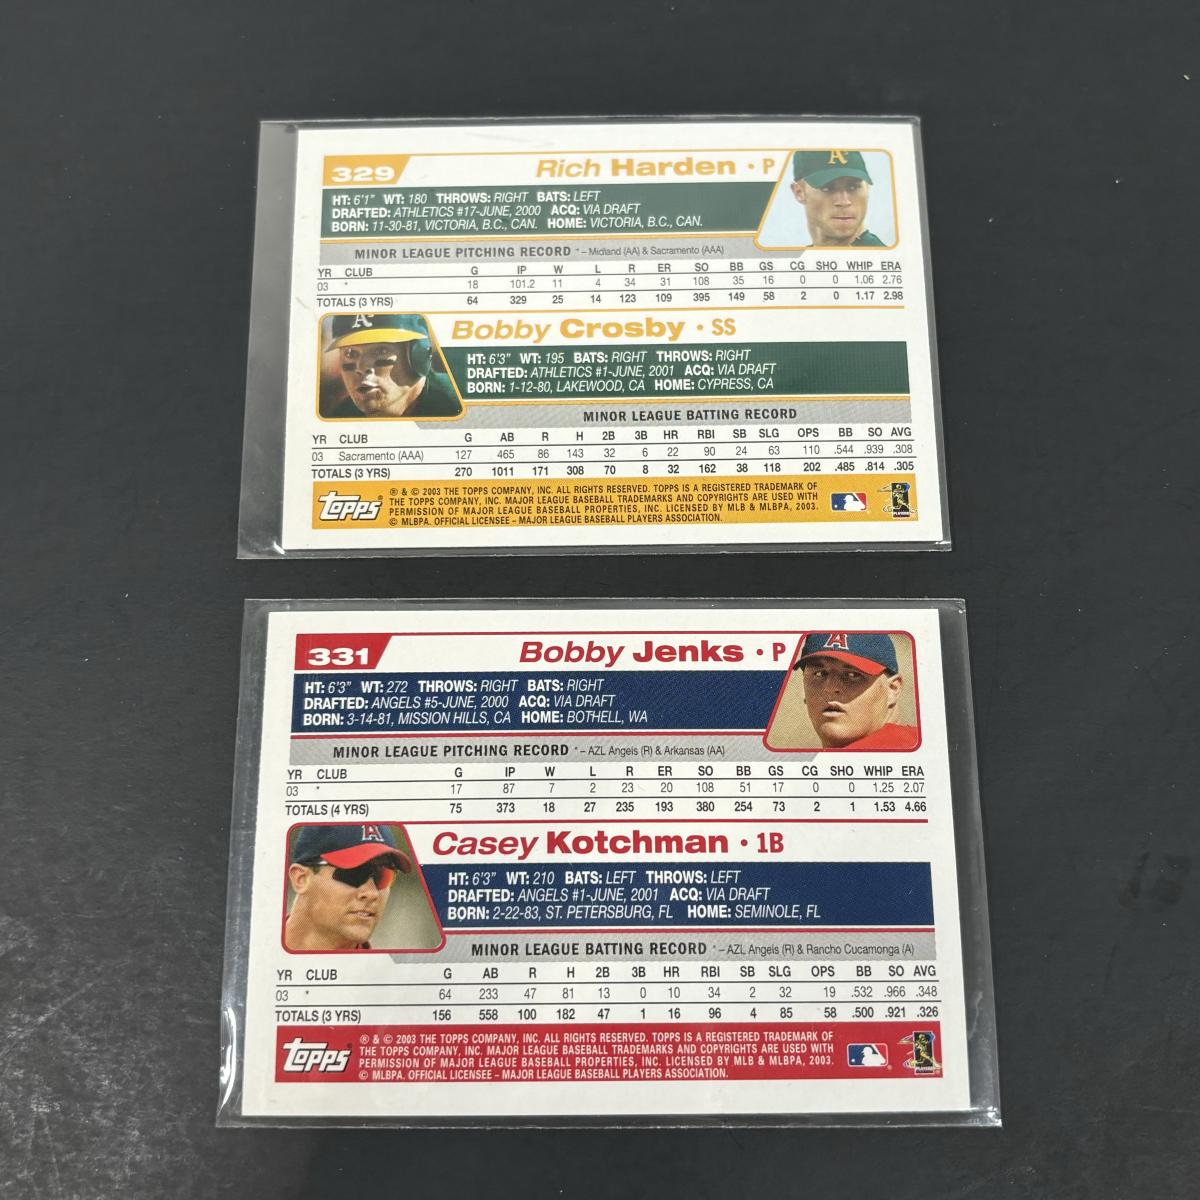 329 Rich Harden • P
A's
HT: 6'1" WT: 180 THROWS: RIGHT BATS: LEFT
DRAFTED: ATHLETICS #17-JUNE, 2000 ACQ: VIA DRAFT
BORN: 11-30-81, VICTORIA, B.C., CAN. HOME: VICTORIA, B.C., CAN.
MINOR LEAGUE PITCHING RECORD * – Midland (AA) & Sacramento (AAA)
YR CLUB G IP W L R ER SO BB GS CG SHO WHIP ERA
03 * 18 101.2 11 4 34 31 108 35 16 0 0 1.06 2.76
TOTALS (3 YRS) 64 329 25 14 123 109 395 149 58 2 0 1.17 2.98
A's
Bobby Crosby • SS
HT: 6'3" WT: 195 BATS: RIGHT THROWS: RIGHT
DRAFTED: ATHLETICS #1-JUNE, 2001 ACQ: VIA DRAFT
BORN: 1-12-80, LAKEWOOD, CA HOME: CYPRESS, CA
MINOR LEAGUE BATTING RECORD
YR CLUB G AB R H 2B 3B HR RBI SB SLG OPS BB SO AVG
03 Sacramento (AAA) 127 465 86 143 32 6 22 90 24 63 110 .544 .939 .308
TOTALS (3 YRS) 270 1011 171 308 70 8 32 162 38 118 202 .485 .814 .305
topps
® & © 2003 THE TOPPS COMPANY, INC. ALL RIGHTS RESERVED. TOPPS IS A REGISTERED TRADEMARK OF
THE TOPPS COMPANY, INC. MAJOR LEAGUE BASEBALL TRADEMARKS AND COPYRIGHTS ARE USED WITH
PERMISSION OF MAJOR LEAGUE BASEBALL PROPERTIES, INC. LICENSED BY MLB & MLBPA, 2003.
© MLBPA. OFFICIAL LICENSEE – MAJOR LEAGUE BASEBALL PLAYERS ASSOCIATION.
PLAYERS
331 Bobby Jenks • P
A
HT: 6'3" WT: 272 THROWS: RIGHT BATS: RIGHT
DRAFTED: ANGELS #5-JUNE, 2000 ACQ: VIA DRAFT
BORN: 3-14-81, MISSION HILLS, CA HOME: BOTHELL, WA
MINOR LEAGUE PITCHING RECORD * – AZL Angels (R) & Arkansas (AA)
YR CLUB G IP W L R ER SO BB GS CG SHO WHIP ERA
03 * 17 87 7 2 23 20 108 51 17 0 0 1.25 2.07
TOTALS (4 YRS) 75 373 18 27 235 193 380 254 73 2 1 1.53 4.66
A
Casey Kotchman • 1B
HT: 6'3" WT: 210 BATS: LEFT THROWS: LEFT
DRAFTED: ANGELS #1-JUNE, 2001 ACQ: VIA DRAFT
BORN: 2-22-83, ST. PETERSBURG, FL HOME: SEMINOLE, FL
MINOR LEAGUE BATTING RECORD * – AZL Angels (R) & Rancho Cucamonga (A)
YR CLUB G AB R H 2B 3B HR RBI SB SLG OPS BB SO AVG
03 * 64 233 47 81 13 0 10 34 2 32 19 .532 .966 .348
TOTALS (3 YRS) 156 558 100 182 47 1 16 96 4 85 58 .500 .921 .326
topps
® & © 2003 THE TOPPS COMPANY, INC. ALL RIGHTS RESERVED. TOPPS IS A REGISTERED TRADEMARK OF
THE TOPPS COMPANY, INC. MAJOR LEAGUE BASEBALL TRADEMARKS AND COPYRIGHTS ARE USED WITH
PERMISSION OF MAJOR LEAGUE BASEBALL PROPERTIES, INC. LICENSED BY MLB & MLBPA, 2003.
© MLBPA. OFFICIAL LICENSEE – MAJOR LEAGUE BASEBALL PLAYERS ASSOCIATION.
PLAYERS